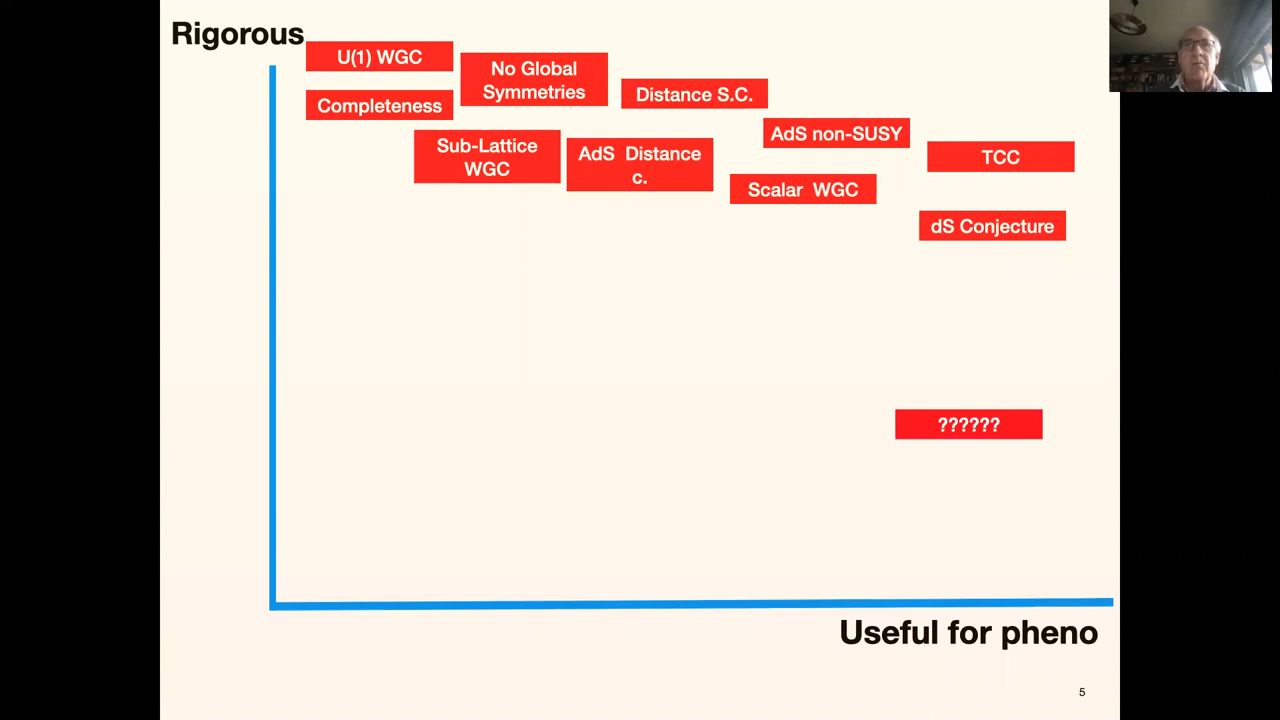 Rigorous
U(1) WGC
No Global
Symmetries
Distance S.C.
Completeness
AdS non-SUSY
Sub-Lattice
WGC
AdS Distance
c.
TCC
Scalar WGC
dS Conjecture
??????
Useful for pheno
5